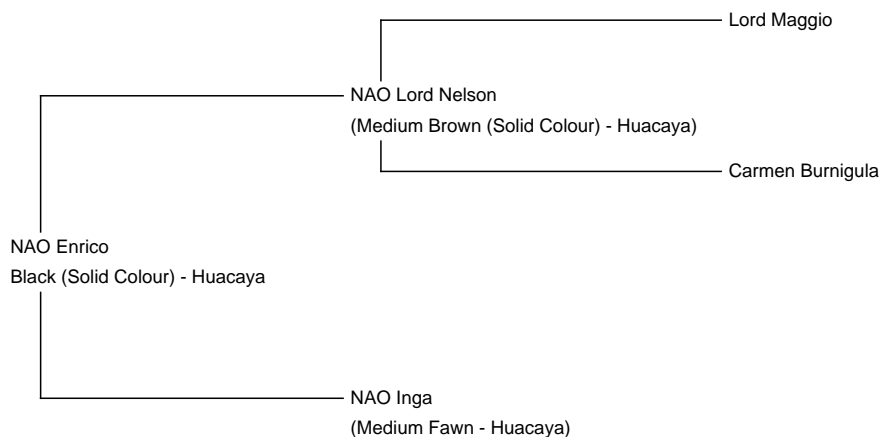 Lord Maggio
NAO Lord Nelson
(Medium Brown (Solid Colour) - Huacaya)
Carmen Burnigula
NAO Enrico
Black (Solid Colour) - Huacaya
NAO Inga
(Medium Fawn - Huacaya)